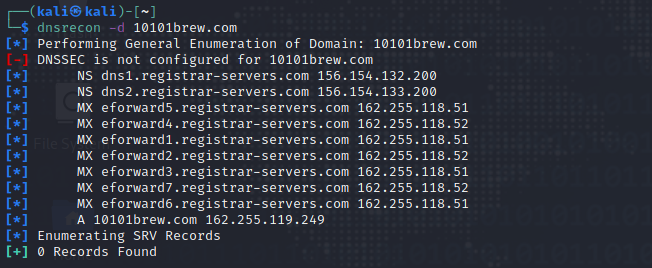 ┌──(kali㉿kali)-[~]
└─$ dnsrecon -d 10101brew.com
[*] Performing General Enumeration of Domain: 10101brew.com
[-] DNSSEC is not configured for 10101brew.com
[*] NS dns1.registrar-servers.com 156.154.132.200
[*] NS dns2.registrar-servers.com 156.154.133.200
[*] MX eforward5.registrar-servers.com 162.255.118.51
[*] MX eforward4.registrar-servers.com 162.255.118.52
[*] MX eforward1.registrar-servers.com 162.255.118.51
[*] MX eforward2.registrar-servers.com 162.255.118.52
[*] MX eforward3.registrar-servers.com 162.255.118.51
[*] MX eforward7.registrar-servers.com 162.255.118.52
[*] MX eforward6.registrar-servers.com 162.255.118.51
[*] A 10101brew.com 162.255.119.249
[*] Enumerating SRV Records
[+] 0 Records Found